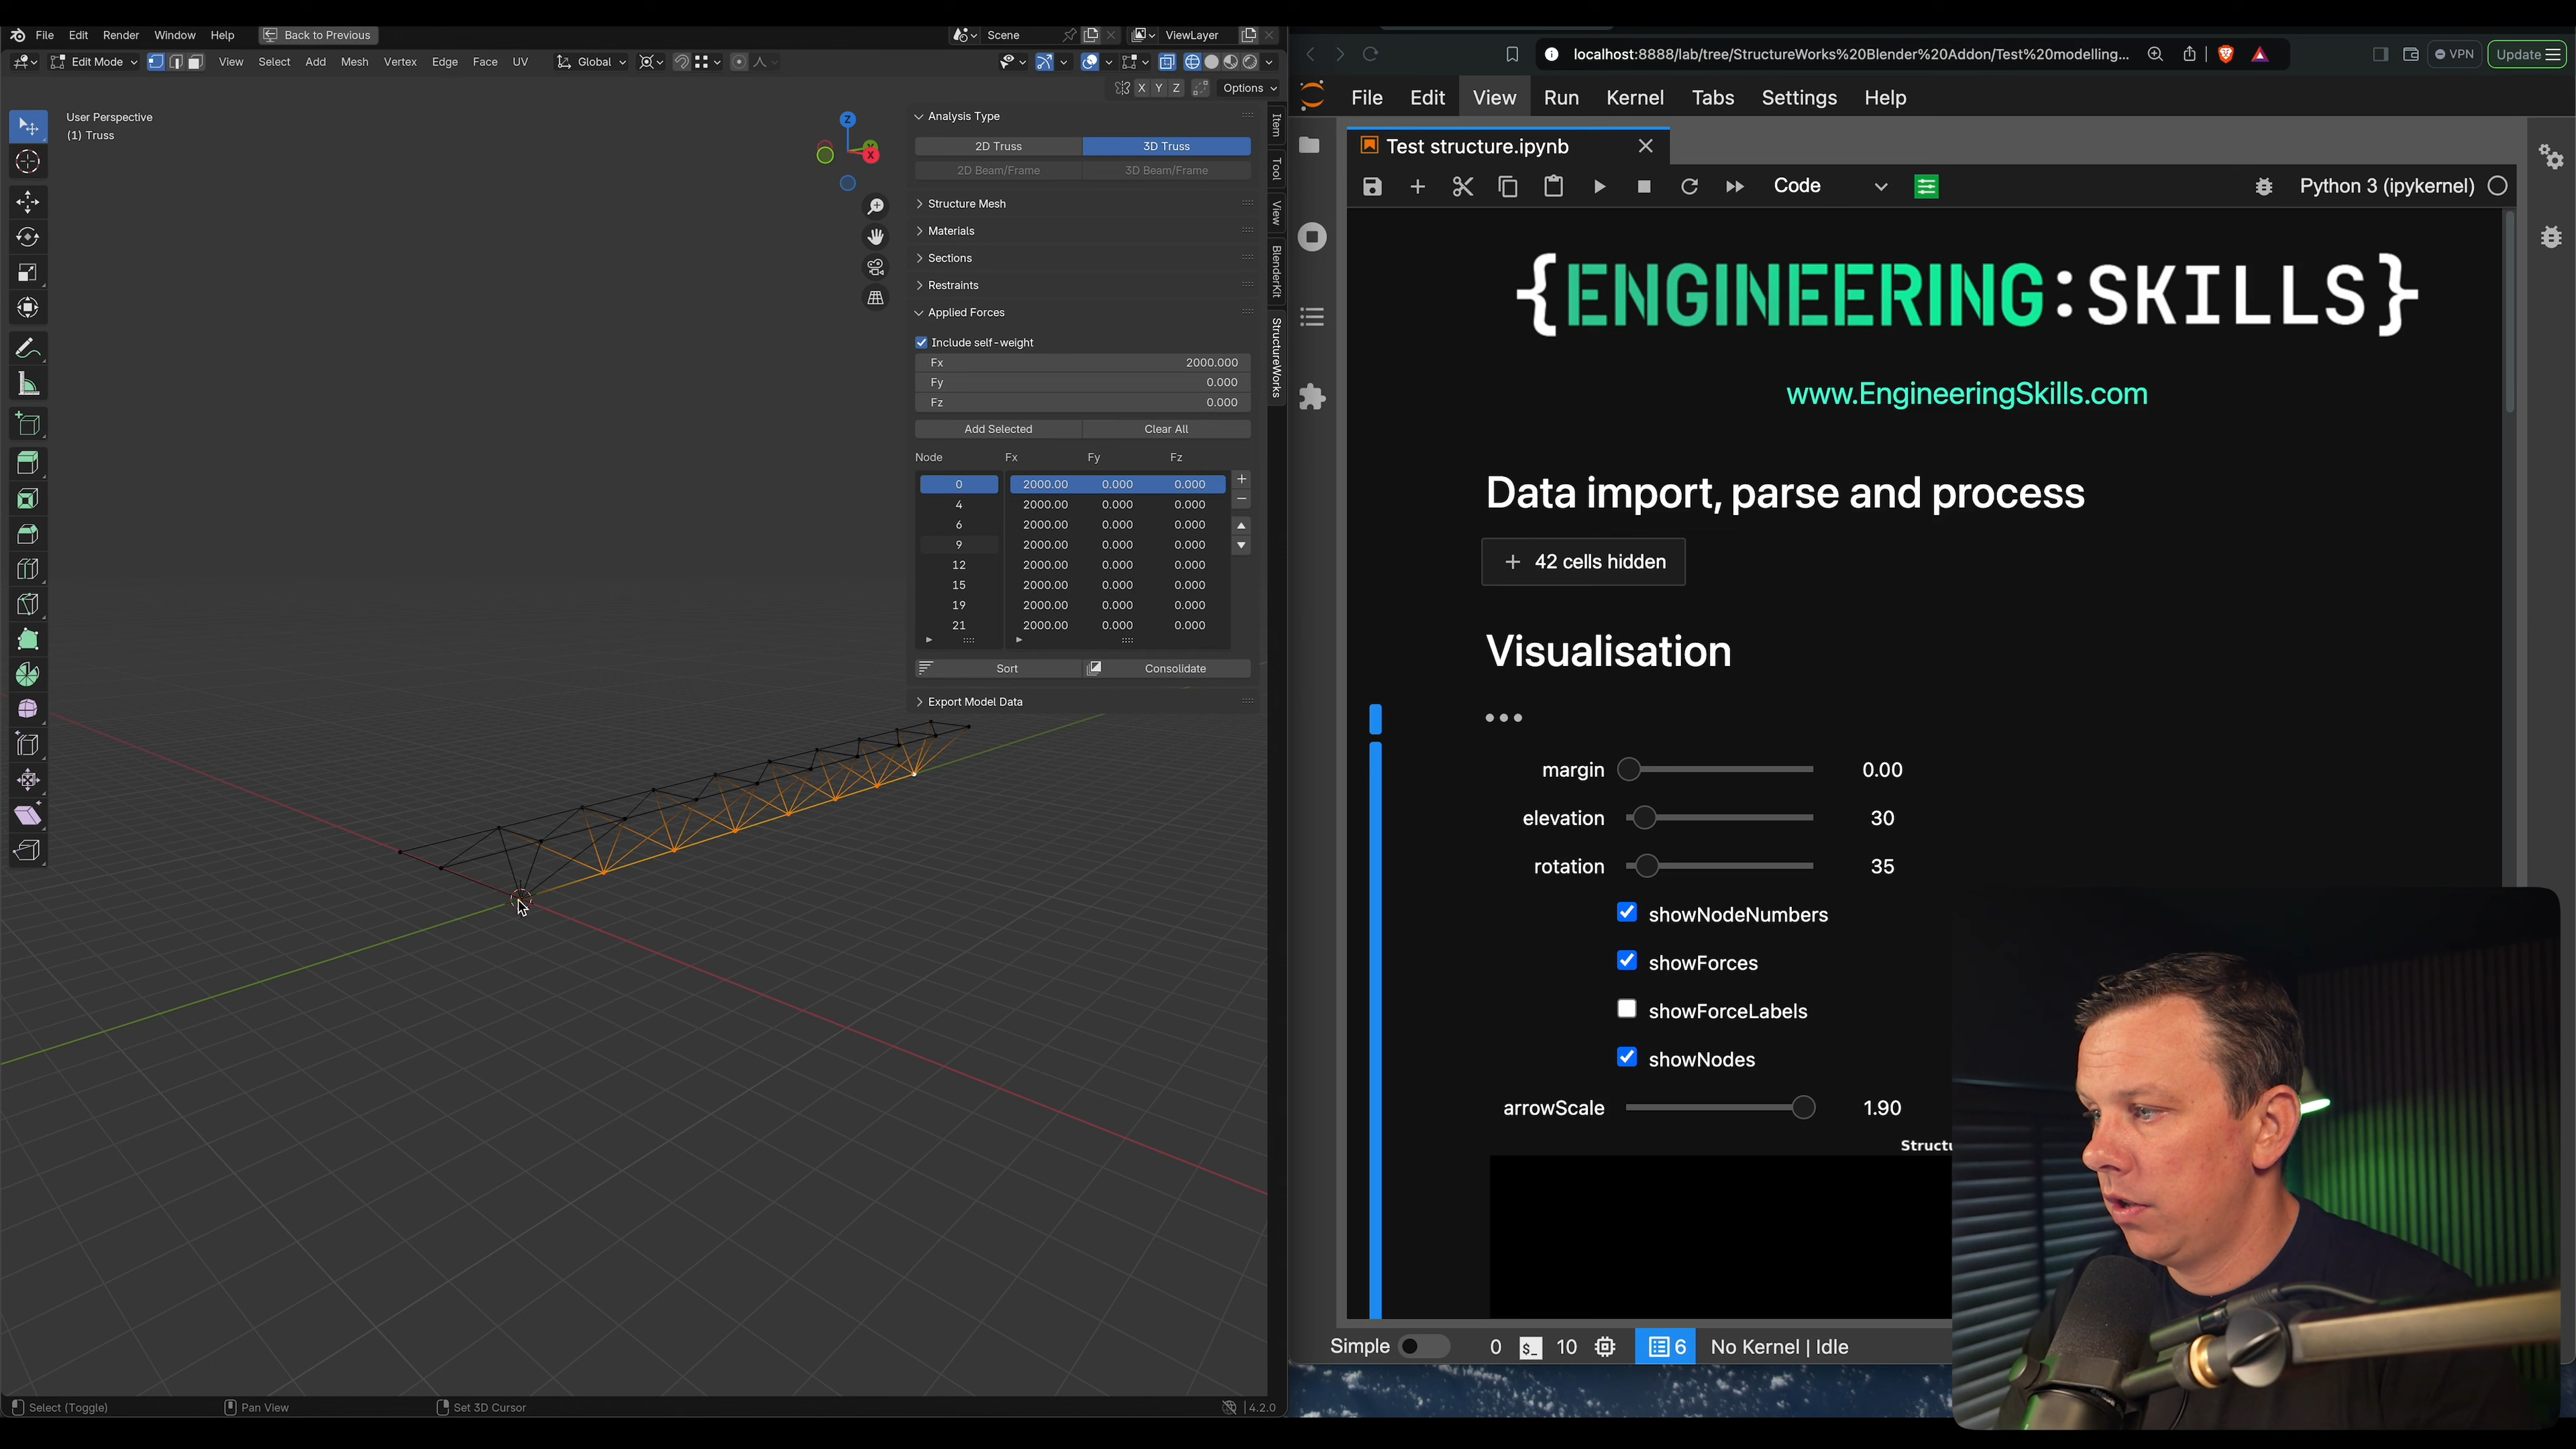 File Edit Render Window Help Back to Previous
Scene ViewLayer
Edit Mode View Select Add Mesh Vertex Edge Face UV Global
X Y Z Options
User Perspective
(1) Truss
Z
X
Analysis Type
2D Truss 3D Truss
2D Beam/Frame 3D Beam/Frame
Structure Mesh
Materials
Sections
Restraints
Applied Forces
Include self-weight
Fx 2000.000
Fy 0.000
Fz 0.000
Add Selected Clear All
Node Fx Fy Fz
0 2000.00 0.000 0.000
4 2000.00 0.000 0.000
6 2000.00 0.000 0.000
9 2000.00 0.000 0.000
12 2000.00 0.000 0.000
15 2000.00 0.000 0.000
19 2000.00 0.000 0.000
21 2000.00 0.000 0.000
Sort Consolidate
Export Model Data
Item
Tool
View
BlenderKit
StructureWorks
Select (Toggle) Pan View Set 3D Cursor 4.2.0
localhost:8888/lab/tree/StructureWorks%20Blender%20Addon/Test%20modelling... VPN Update
File Edit View Run Kernel Tabs Settings Help
Test structure.ipynb
Code Python 3 (ipykernel)
{ENGINEERING:SKILLS}
www.EngineeringSkills.com
Data import, parse and process
+ 42 cells hidden
Visualisation
margin 0.00
elevation 30
rotation 35
showNodeNumbers
showForces
showForceLabels
showNodes
arrowScale 1.90
Structu
Simple 0 $_ 10 6 No Kernel | Idle